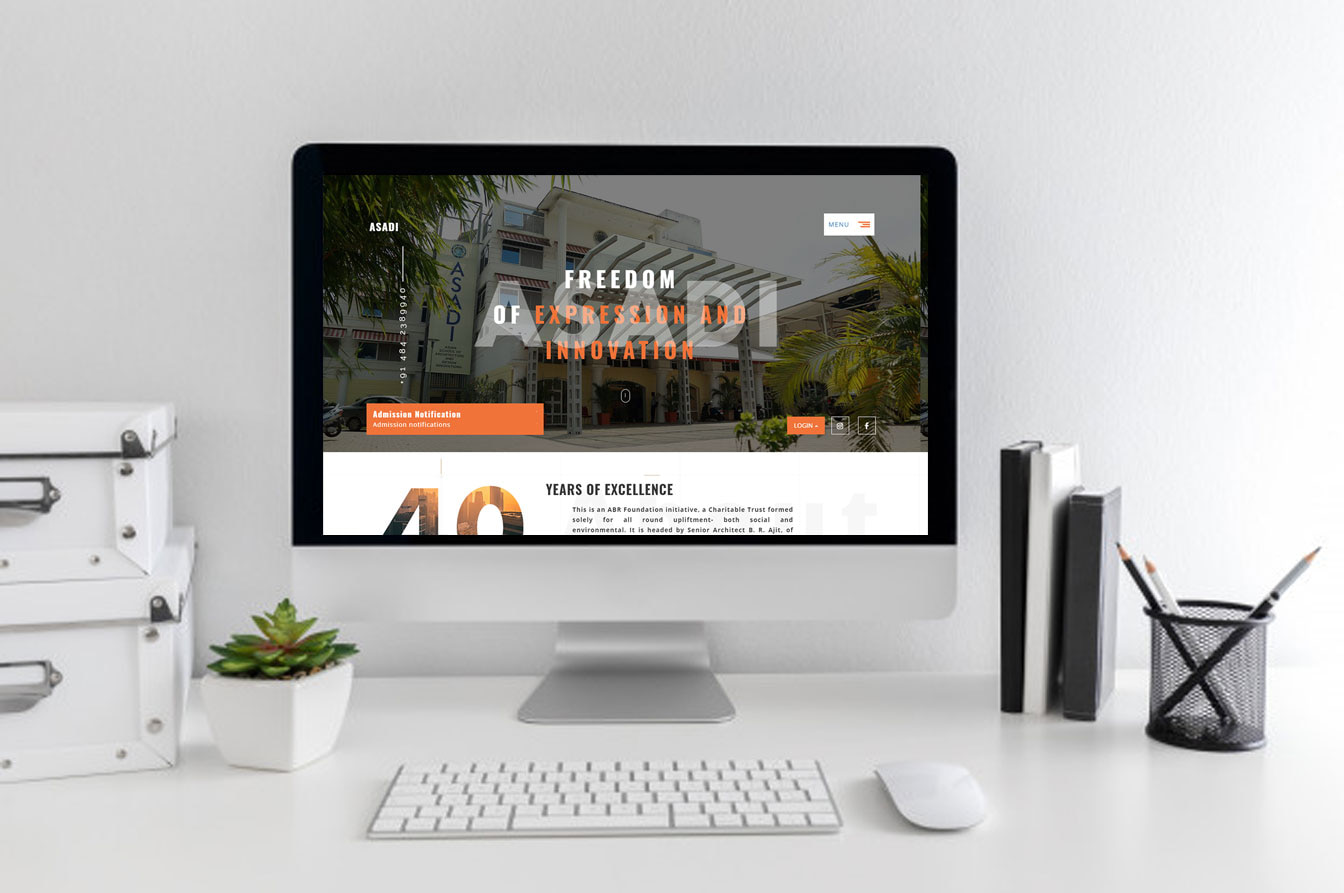 ASADI
MENU
+91 484 2389940
ASADI
FREEDOM
OF EXPRESSION AND
INNOVATION
ASADI
Admission Notification
Admission notifications
LOGIN
YEARS OF EXCELLENCE
This is an ABR Foundation initiative, a Charitable Trust formed
solely for all round upliftment- both social and
environmental. It is headed by Senior Architect B. R. Ajit, of